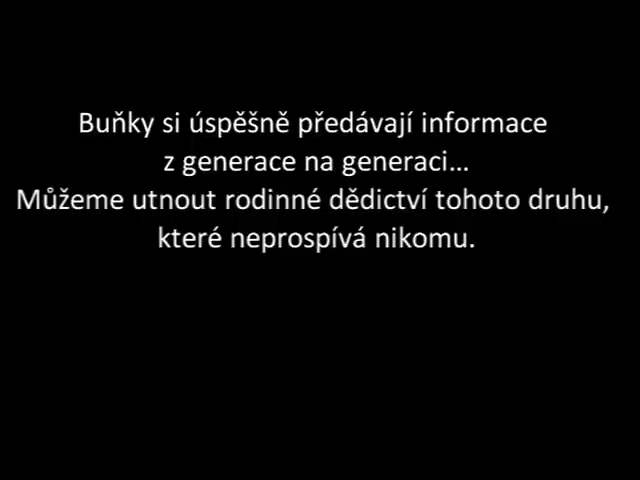 Buňky si úspěšně předávají informace
z generace na generaci…
Můžeme utnout rodinné dědictví tohoto druhu,
které neprospívá nikomu.